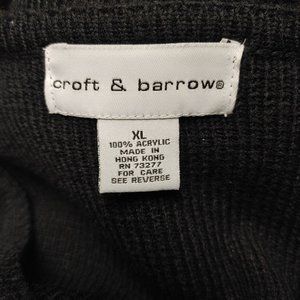 croft & barrow®
XL
100% ACRYLIC
MADE IN
HONG KONG
RN 73277
FOR CARE
SEE REVERSE